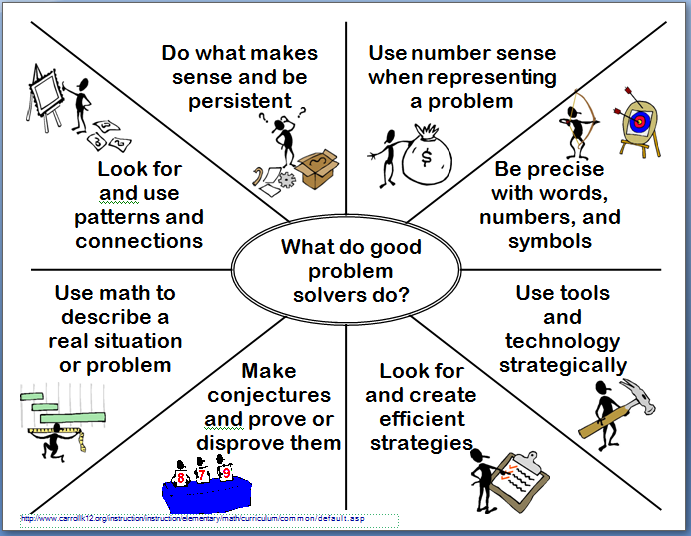 Do what makes
sense and be
persistent
Use number sense
when representing
a problem
Look for
and use
patterns and
connections
Be precise
with words,
numbers, and
symbols
What do good
problem
solvers do?
Use math to
describe a
real situation
or problem
Use tools
and
technology
strategically
Make
conjectures
and prove or
disprove them
Look for
and create
efficient
strategies
?
?
$
8
7
9
http://www.carrollk12.org/instruction/instruction/elementary/math/curriculum/common/default.asp